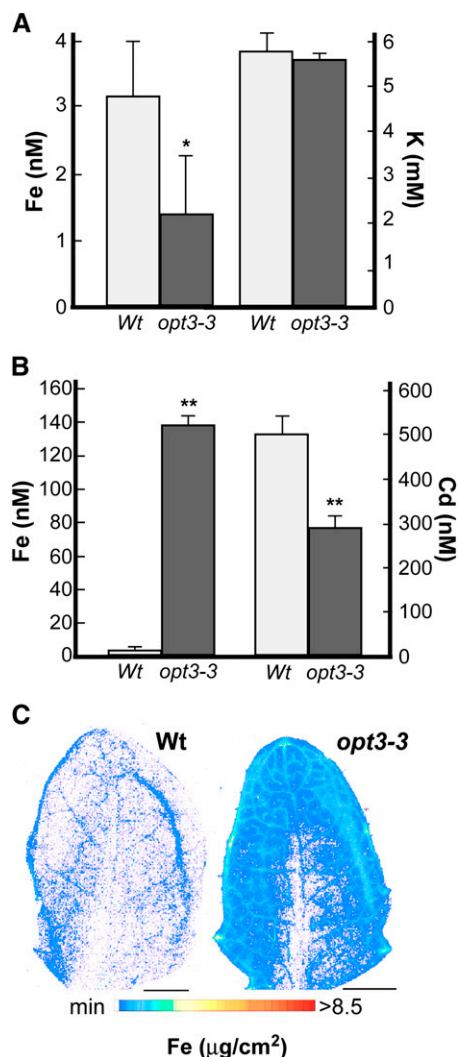 A
4
3
2
1
0
Fe (nM)
*
6
5
4
3
2
1
0
K (mM)
Wt opt3-3 Wt opt3-3
B
160
140
120
100
80
60
40
20
0
Fe (nM)
**
**
600
500
400
300
200
100
0
Cd (nM)
Wt opt3-3 Wt opt3-3
C
Wt opt3-3
min >8.5
Fe (µg/cm²)